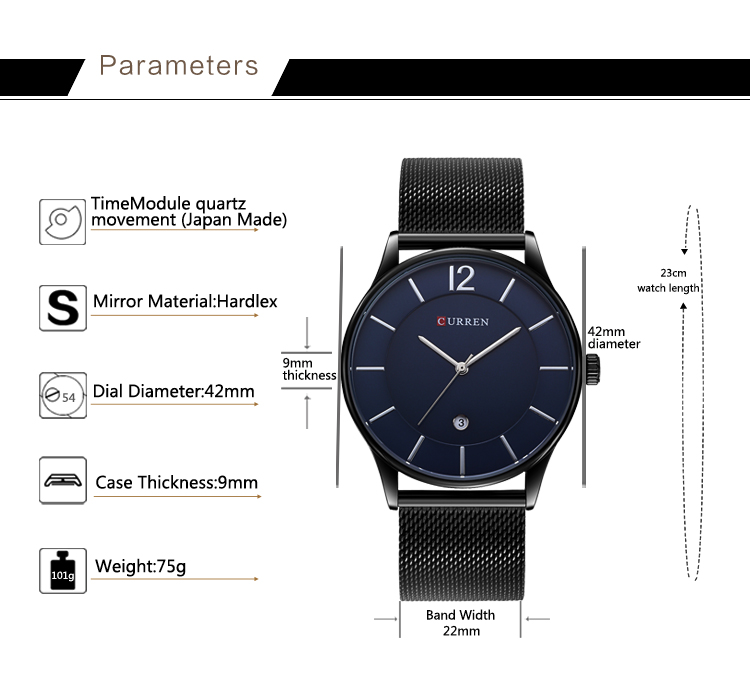 Parameters
TimeModule quartz
movement (Japan Made)
S
Mirror Material:Hardlex
54
Dial Diameter:42mm
Case Thickness:9mm
101g
Weight:75g
12
CURREN
3
9mm
thickness
42mm
diameter
23cm
watch length
Band Width
22mm